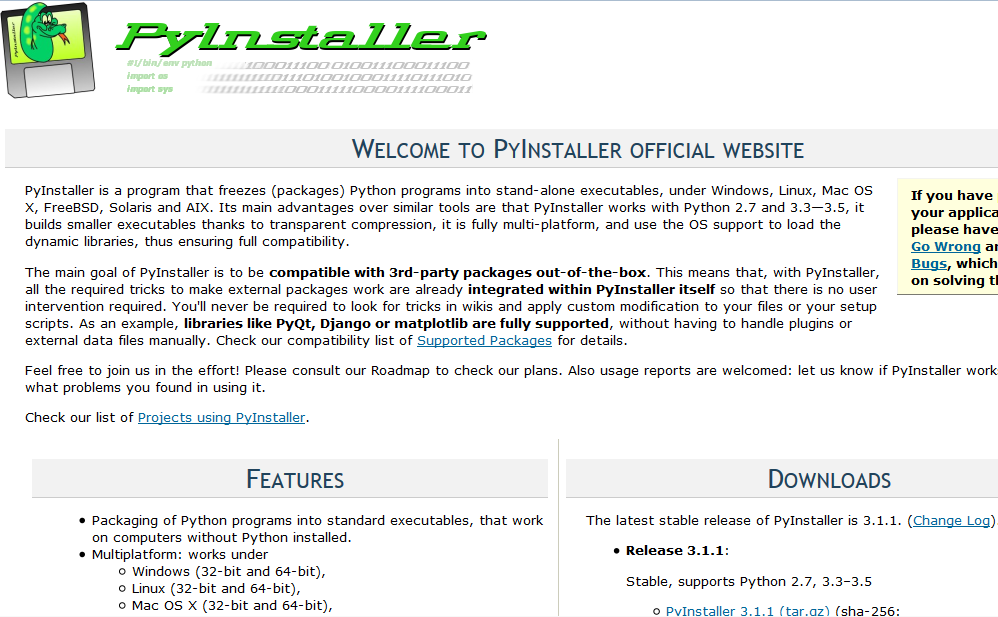 PyInstaller
PyInstaller
#!/bin/env python
import os
import sys
WELCOME TO PYINSTALLER OFFICIAL WEBSITE
PyInstaller is a program that freezes (packages) Python programs into stand-alone executables, under Windows, Linux, Mac OS
X, FreeBSD, Solaris and AIX. Its main advantages over similar tools are that PyInstaller works with Python 2.7 and 3.3—3.5, it
builds smaller executables thanks to transparent compression, it is fully multi-platform, and use the OS support to load the
dynamic libraries, thus ensuring full compatibility.
The main goal of PyInstaller is to be compatible with 3rd-party packages out-of-the-box. This means that, with PyInstaller,
all the required tricks to make external packages work are already integrated within PyInstaller itself so that there is no user
intervention required. You'll never be required to look for tricks in wikis and apply custom modification to your files or your setup
scripts. As an example, libraries like PyQt, Django or matplotlib are fully supported, without having to handle plugins or
external data files manually. Check our compatibility list of Supported Packages for details.
If you have
your applica
please have
Go Wrong an
Bugs, which
on solving th
Feel free to join us in the effort! Please consult our Roadmap to check our plans. Also usage reports are welcomed: let us know if PyInstaller work
what problems you found in using it.
Check our list of Projects using PyInstaller.
FEATURES
• Packaging of Python programs into standard executables, that work
on computers without Python installed.
• Multiplatform: works under
Windows (32-bit and 64-bit),
Linux (32-bit and 64-bit),
Mac OS X (32-bit and 64-bit),
DOWNLOADS
The latest stable release of PyInstaller is 3.1.1. (Change Log)
• Release 3.1.1:
Stable, supports Python 2.7, 3.3–3.5
PyInstaller 3.1.1 (tar.gz) (sha-256: